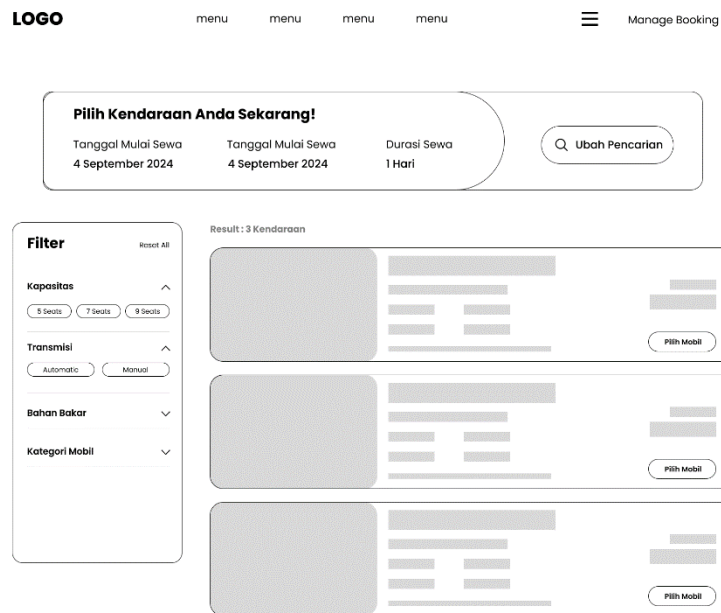 LOGO menu menu menu menu Manage Booking
Pilih Kendaraan Anda Sekarang!
Tanggal Mulai Sewa Tanggal Mulai Sewa Durasi Sewa
4 September 2024 4 September 2024 1 Hari
Ubah Pencarian
Filter Reset All
Kapasitas
5 Seats 7 Seats 9 Seats
Transmisi
Automatic Manual
Bahan Bakar
Kategori Mobil
Result : 3 Kendaraan
Pilih Mobil
Pilih Mobil
Pilih Mobil